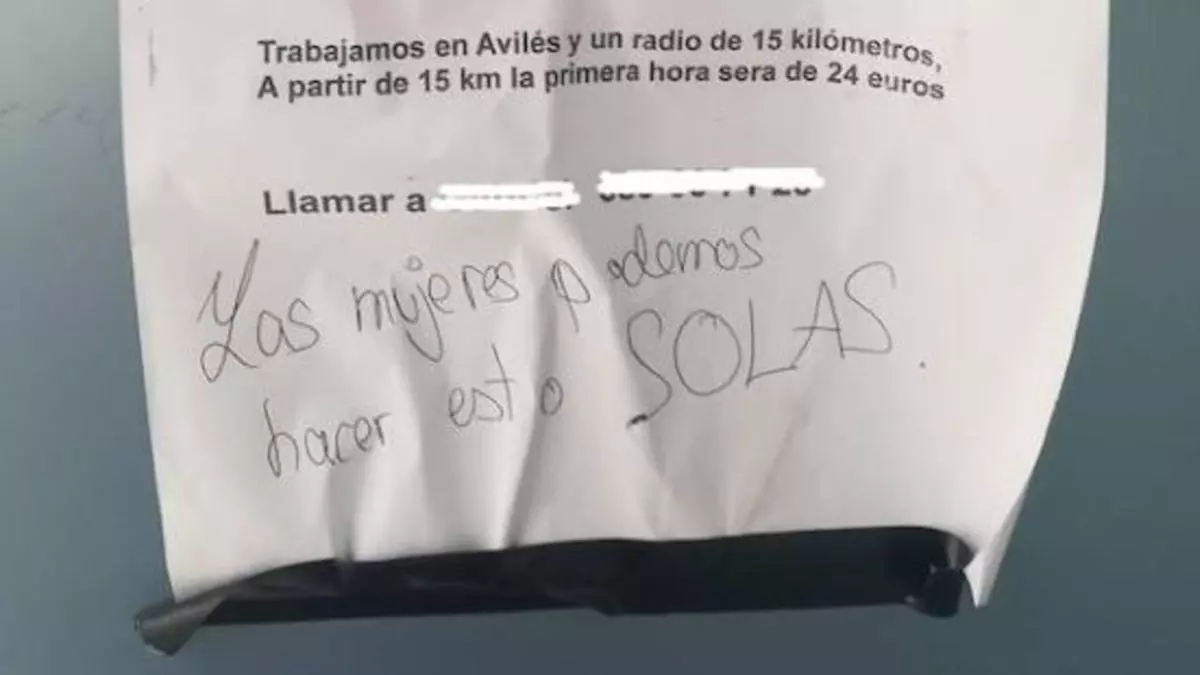 Trabajamos en Avilés y un radio de 15 kilómetros,
A partir de 15 km la primera hora sera de 24 euros
Llamar a
Las mujeres podemos
hacer esto SOLAS.